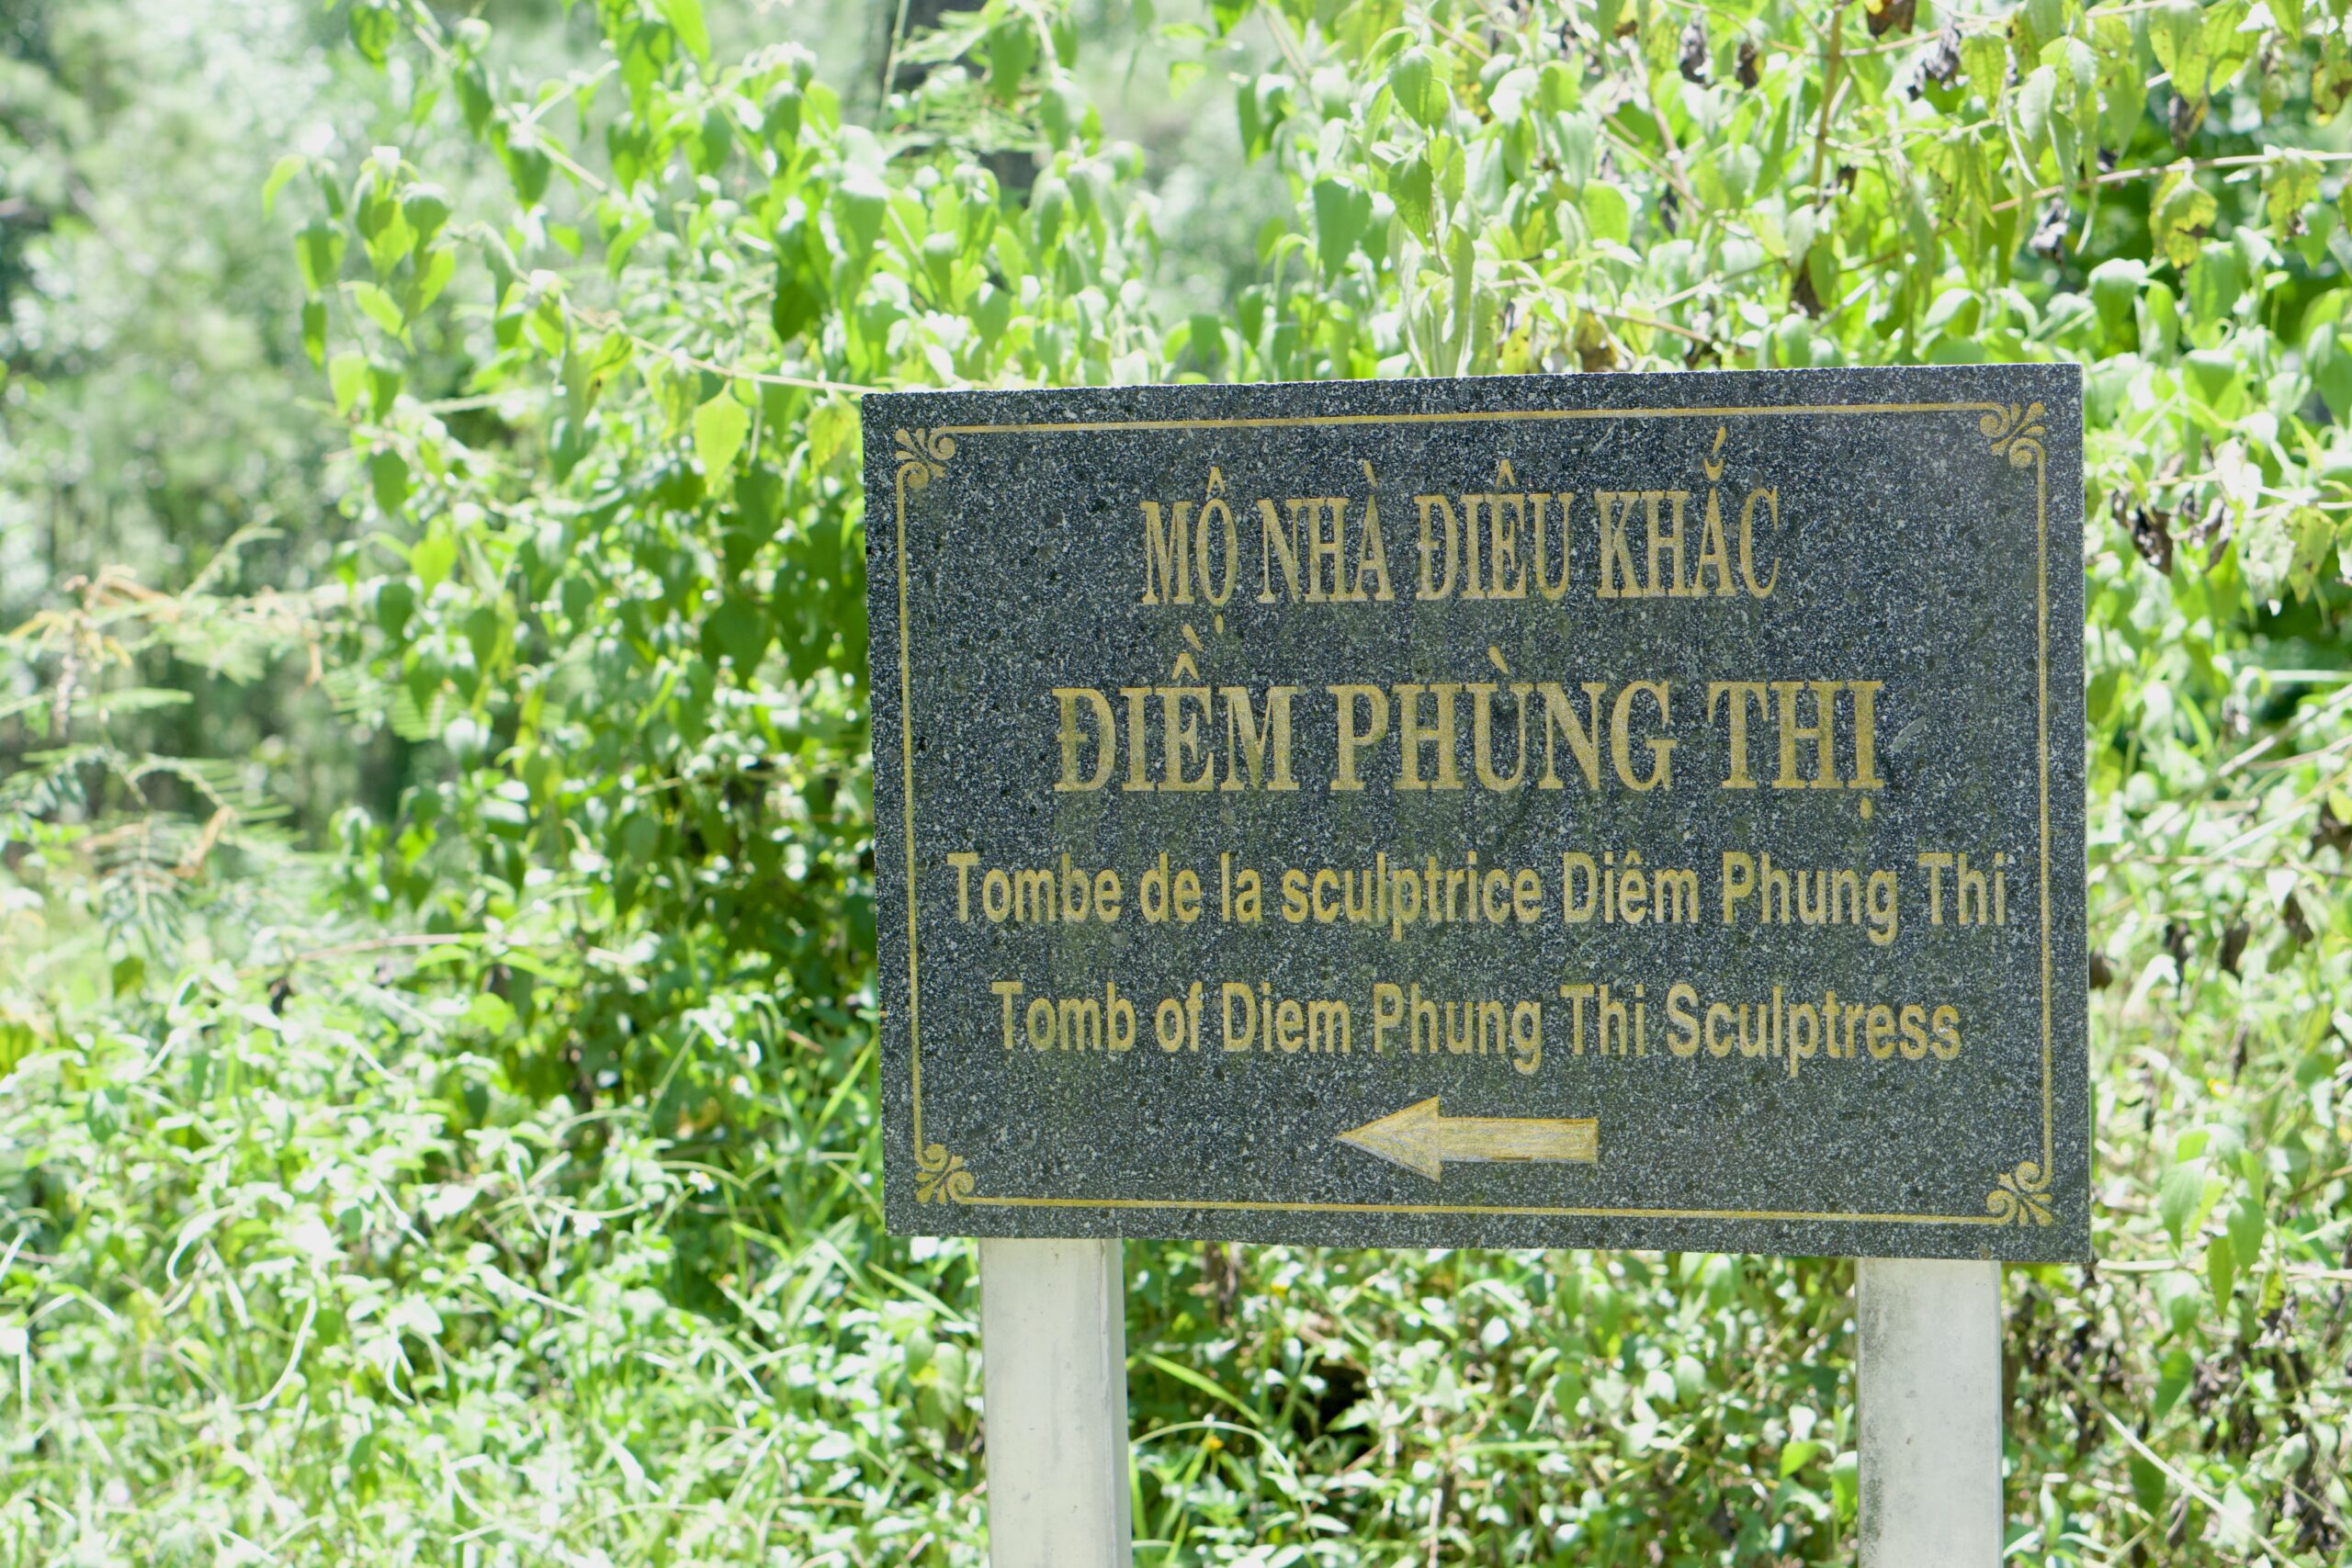 MỘ NHÀ ĐIÊU KHẮC
ĐIỀM PHÙNG THỊ
Tombe de la sculptrice Diêm Phung Thi
Tomb of Diem Phung Thi Sculptress